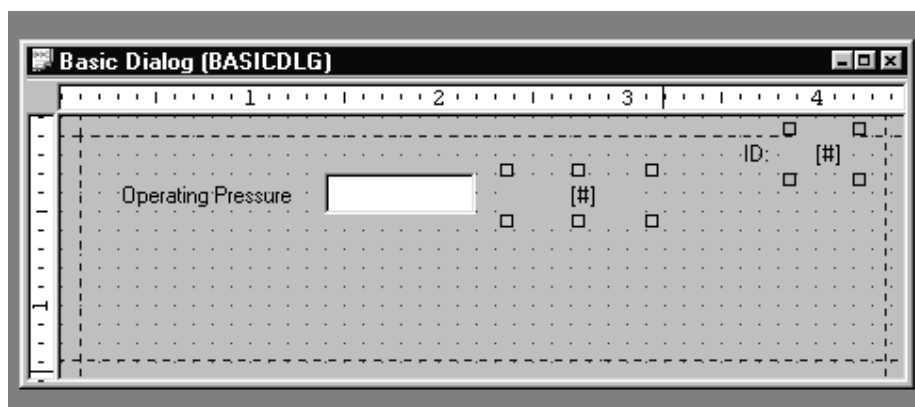 Basic Dialog (BASICDLG)
1 2 3 4
ID: [#]
Operating Pressure [#]
1